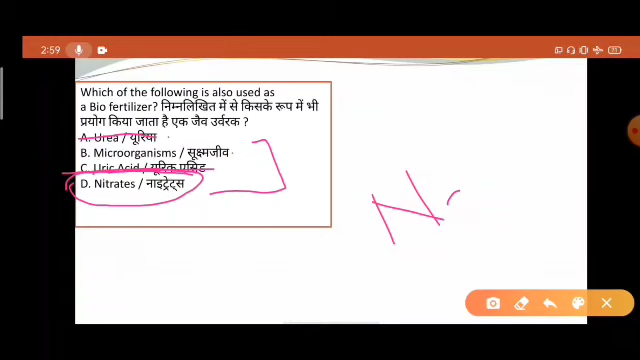 2:59
71
Which of the following is also used as
a Bio fertilizer? निम्नलिखित में से किसके रूप में भी
प्रयोग किया जाता है एक जैव उर्वरक ?
A. Urea / यूरिया
B. Microorganisms / सूक्ष्मजीव
C. Uric Acid / यूरिक एसिड
D. Nitrates / नाइट्रेट्स
N